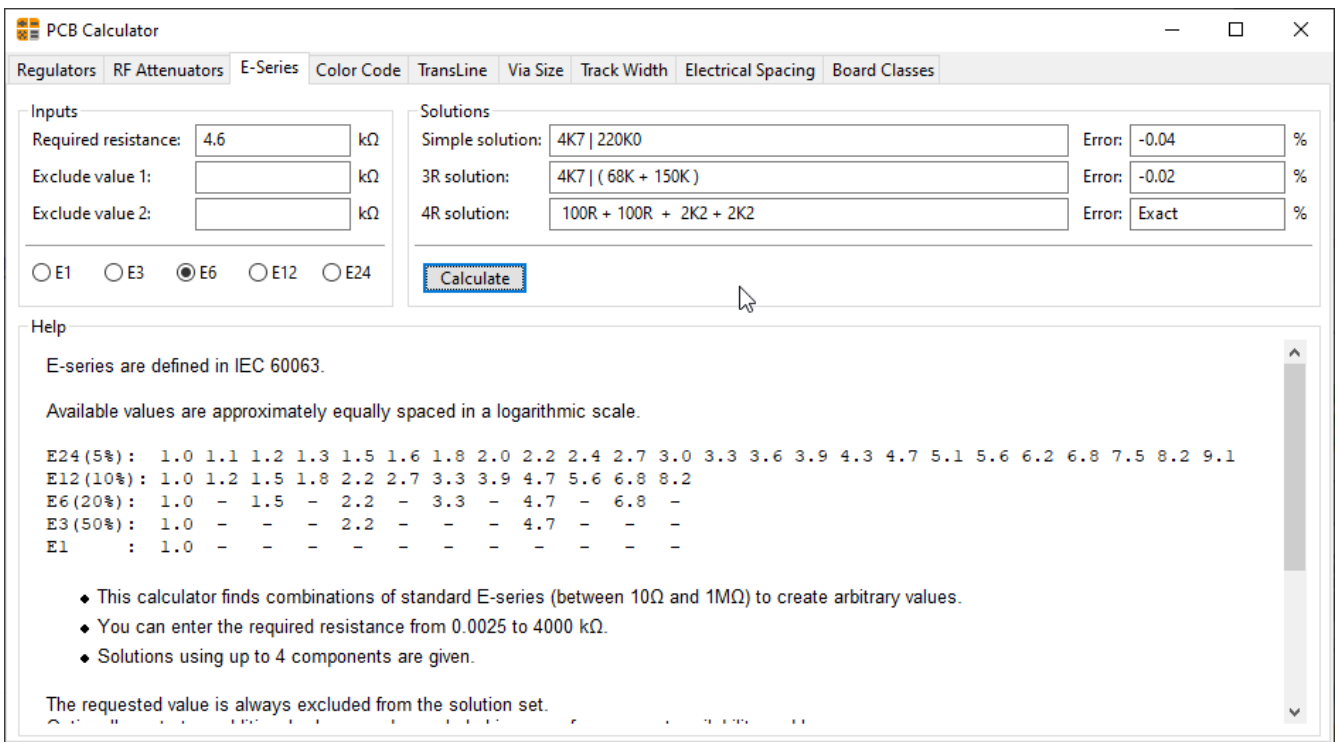 PCB Calculator
Regulators RF Attenuators E-Series Color Code TransLine Via Size Track Width Electrical Spacing Board Classes
Inputs
Required resistance: 4.6 kΩ
Exclude value 1: kΩ
Exclude value 2: kΩ
E1 E3 E6 E12 E24
Solutions
Simple solution: 4K7 | 220K0 Error: -0.04 %
3R solution: 4K7 | ( 68K + 150K ) Error: -0.02 %
4R solution: 100R + 100R + 2K2 + 2K2 Error: Exact %
Calculate
Help
E-series are defined in IEC 60063.
Available values are approximately equally spaced in a logarithmic scale.
E24(5%): 1.0 1.1 1.2 1.3 1.5 1.6 1.8 2.0 2.2 2.4 2.7 3.0 3.3 3.6 3.9 4.3 4.7 5.1 5.6 6.2 6.8 7.5 8.2 9.1
E12(10%): 1.0 1.2 1.5 1.8 2.2 2.7 3.3 3.9 4.7 5.6 6.8 8.2
E6(20%): 1.0 - 1.5 - 2.2 - 3.3 - 4.7 - 6.8 -
E3(50%): 1.0 - - - 2.2 - - - 4.7 - - -
E1 : 1.0 - - - - - - - - - - -
• This calculator finds combinations of standard E-series (between 10Ω and 1MΩ) to create arbitrary values.
• You can enter the required resistance from 0.0025 to 4000 kΩ.
• Solutions using up to 4 components are given.
The requested value is always excluded from the solution set.